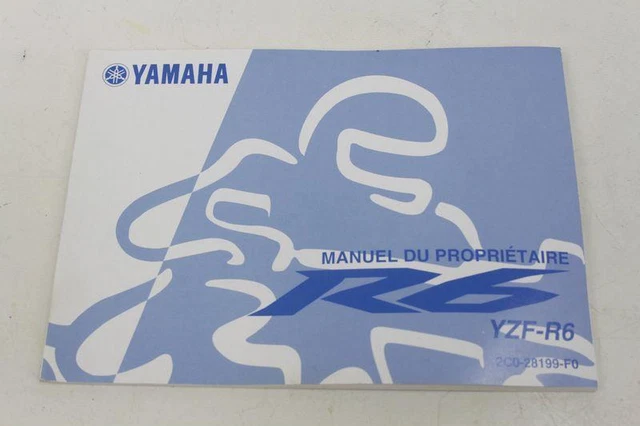 YAMAHA
MANUEL DU PROPRIÉTAIRE
R6
YZF-R6
2C0-28199-F0